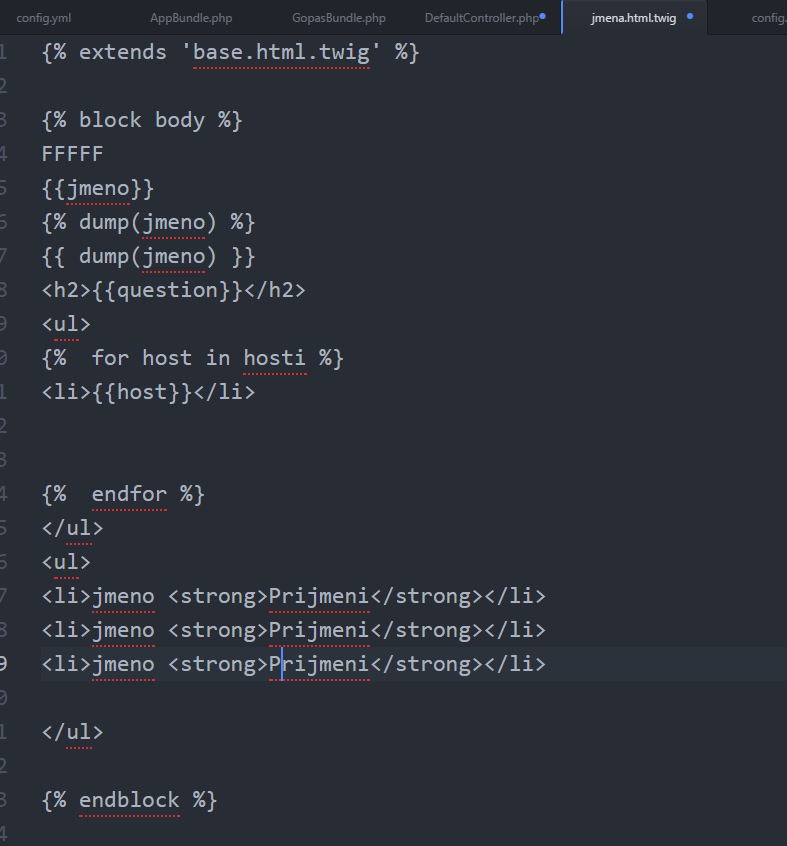 config.yml AppBundle.php GopasBundle.php DefaultController.php jmena.html.twig config.
1 {% extends 'base.html.twig' %}
2
3 {% block body %}
4 FFFFF
5 {{jmeno}}
6 {% dump(jmeno) %}
7 {{ dump(jmeno) }}
8 <h2>{{question}}</h2>
9 <ul>
0 {%  for host in hosti %}
1 <li>{{host}}</li>
2
3
4 {%  endfor %}
5 </ul>
6 <ul>
7 <li>jmeno <strong>Prijmeni</strong></li>
8 <li>jmeno <strong>Prijmeni</strong></li>
9 <li>jmeno <strong>Prijmeni</strong></li>
0
1 </ul>
2
3 {% endblock %}
4